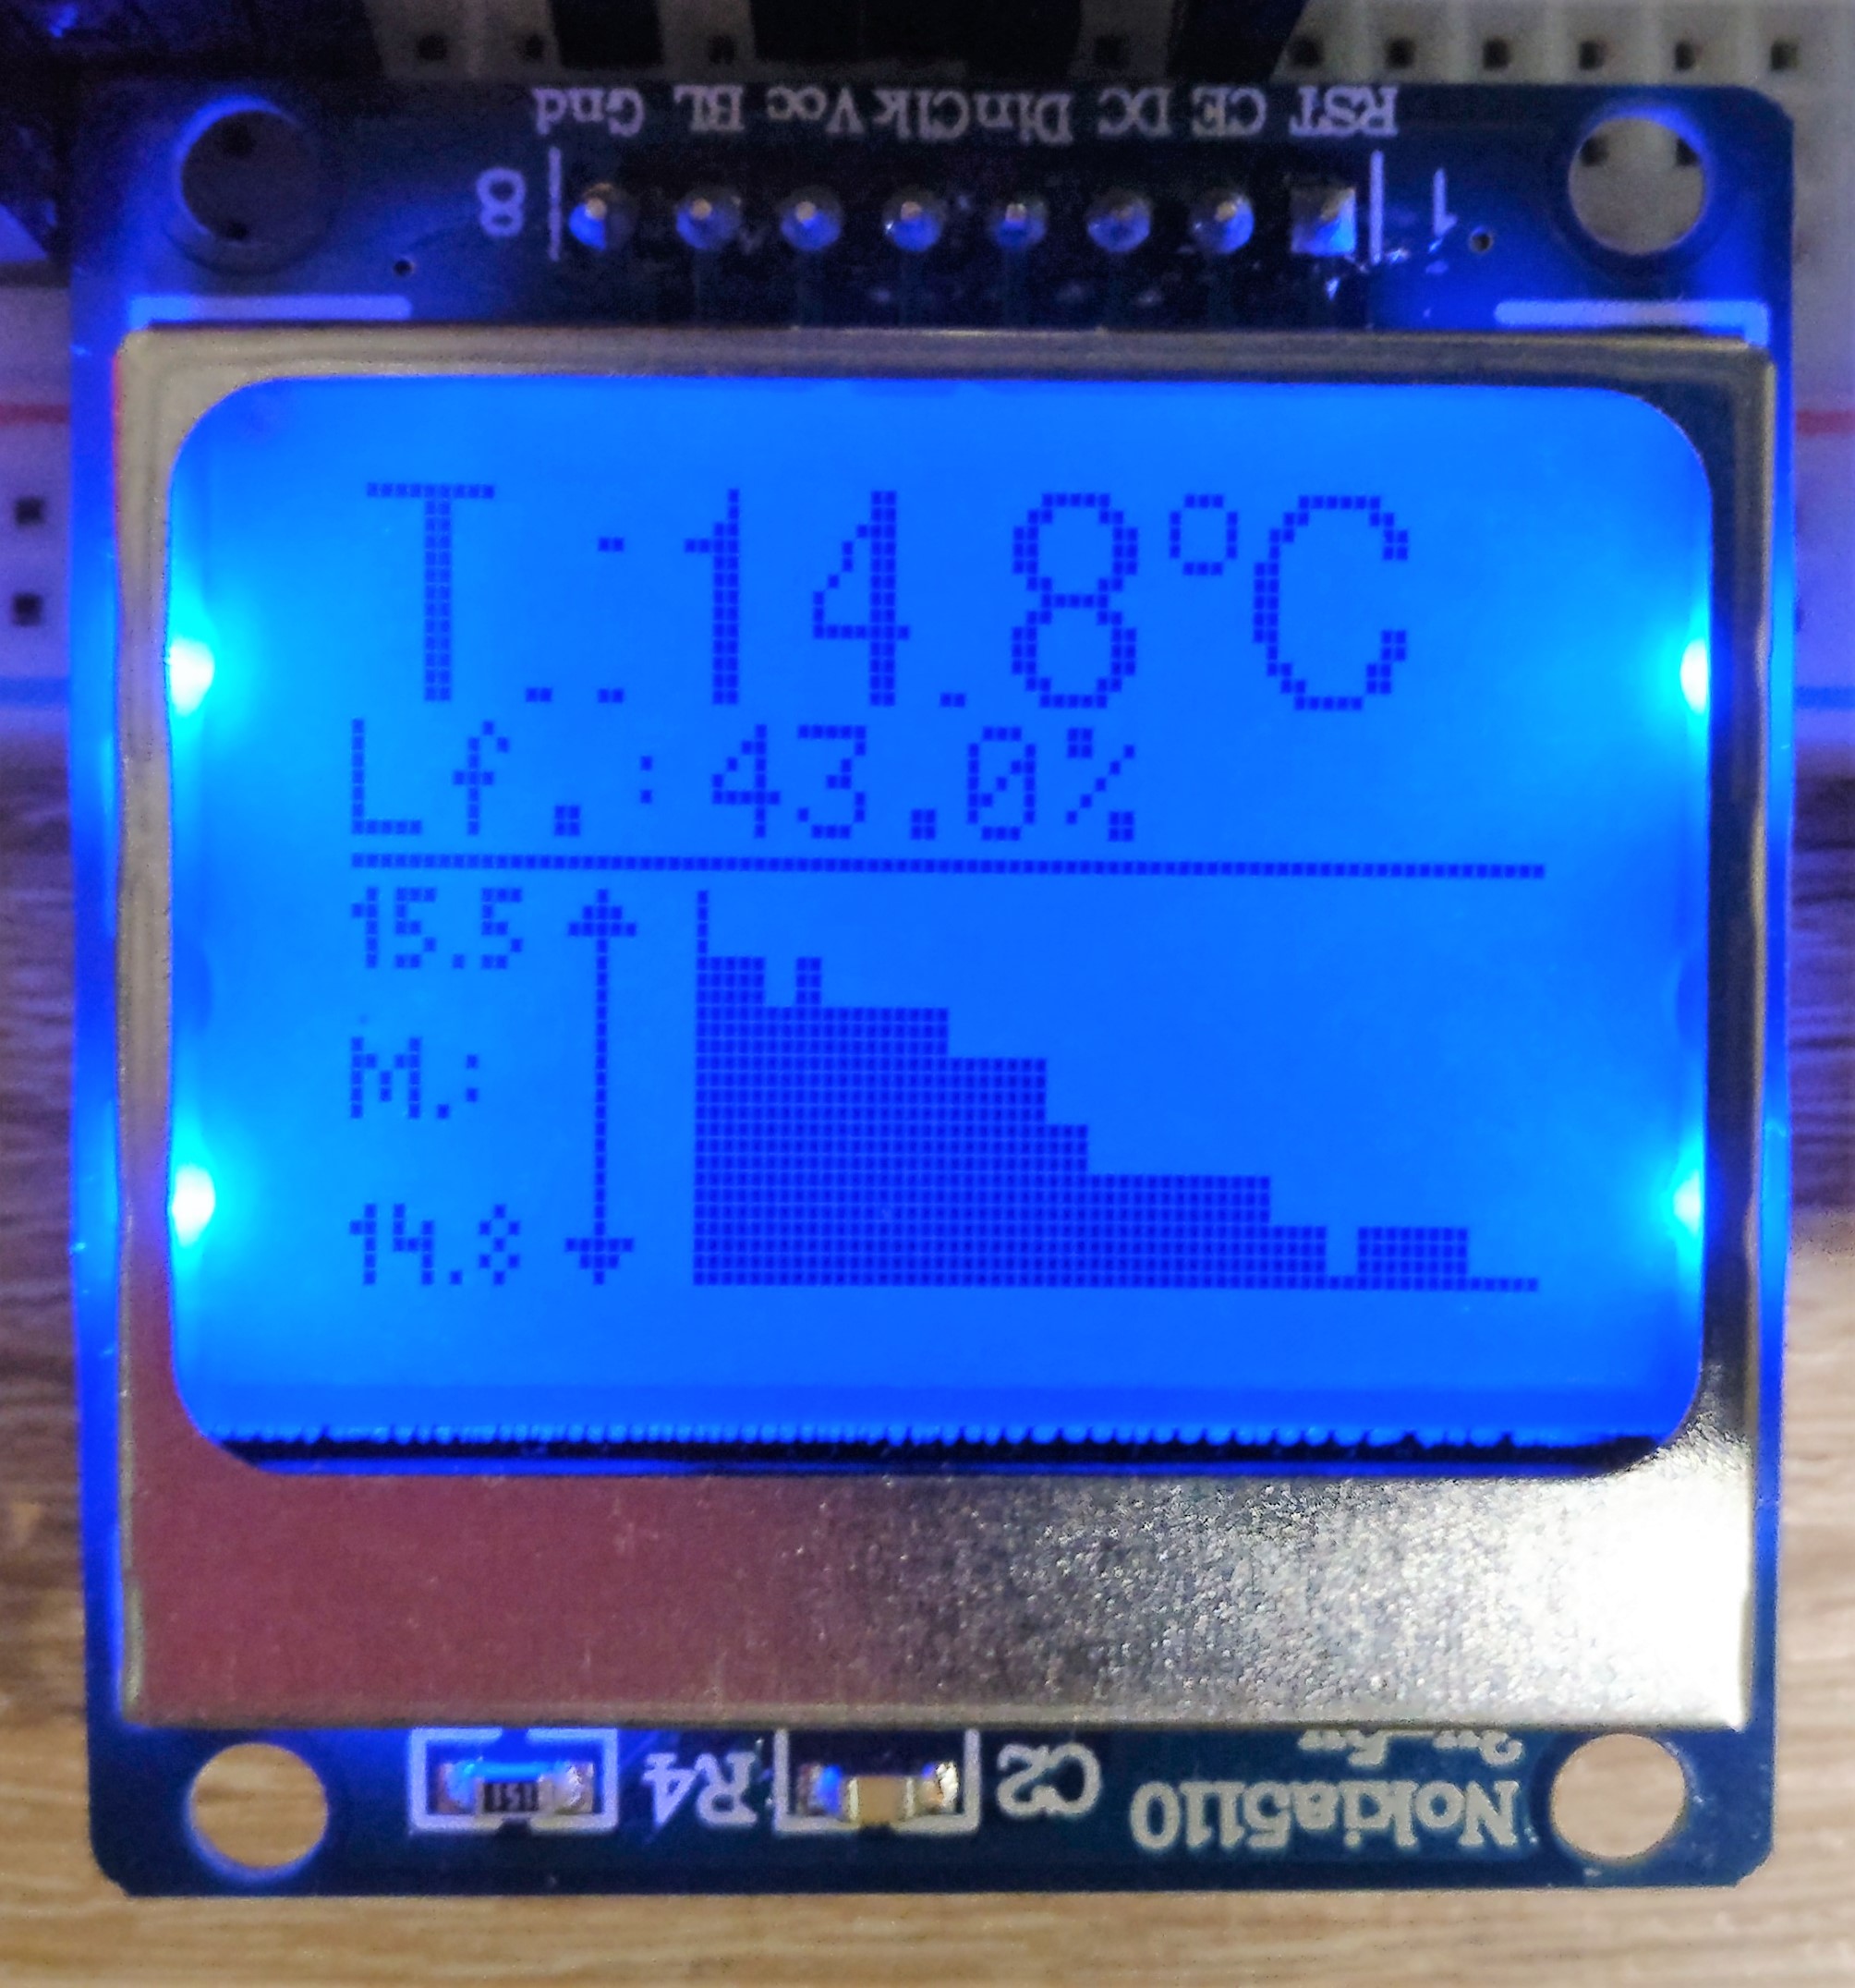 Gnd BL Vcc Clk Din DC CE RST
8 1
T.:14.8°C
Lf.:43.0%
15.5
M.:
14.8
R4 C2 Nokia5110